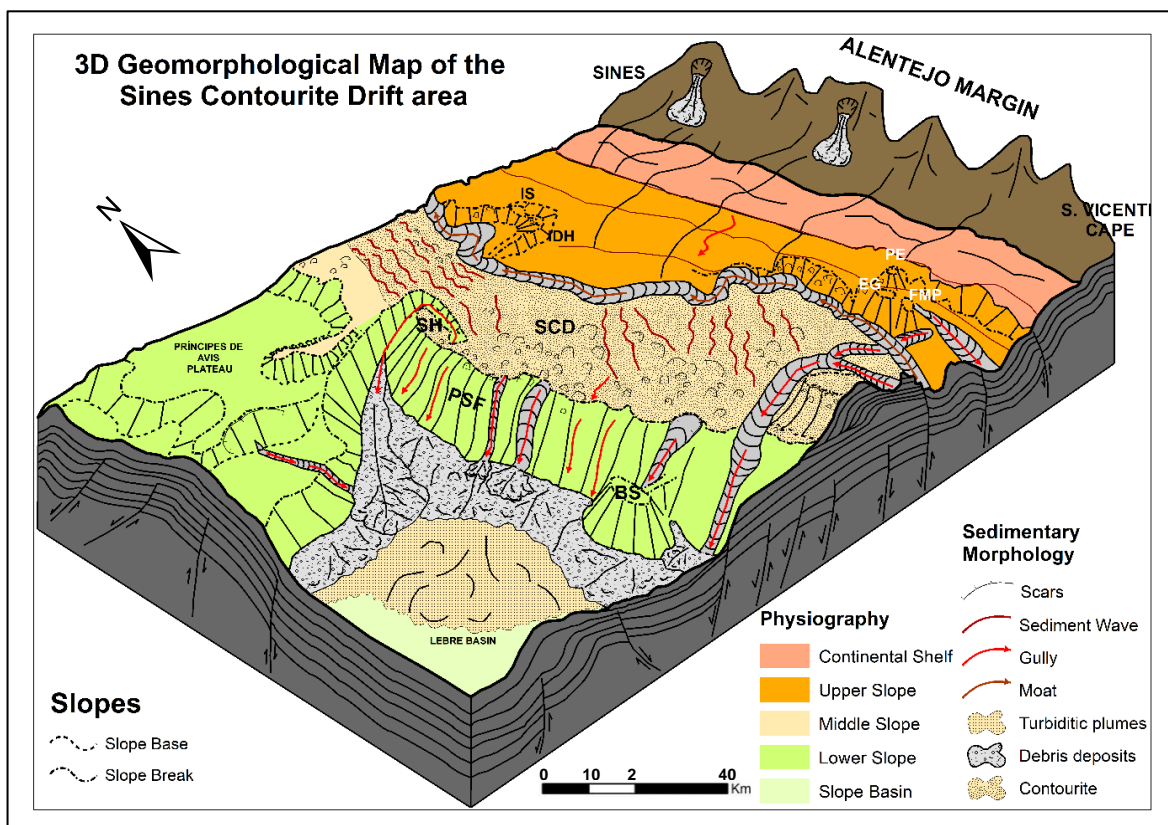 3D Geomorphological Map of the
Sines Contourite Drift area
ALENTEJO MARGIN
SINES
S. VICENTI
CAPE
N
IS
DH
PE
EG
FMP
SH
SCD
PRÍNCIPES DE
AVIS
PLATEAU
PSF
BS
LEBRE BASIN
Slopes
Slope Base
Slope Break
0 10 2 40
Km
Physiography
Continental Shelf
Upper Slope
Middle Slope
Lower Slope
Slope Basin
Sedimentary
Morphology
Scars
Sediment Wave
Gully
Moat
Turbiditic plumes
Debris deposits
Contourite